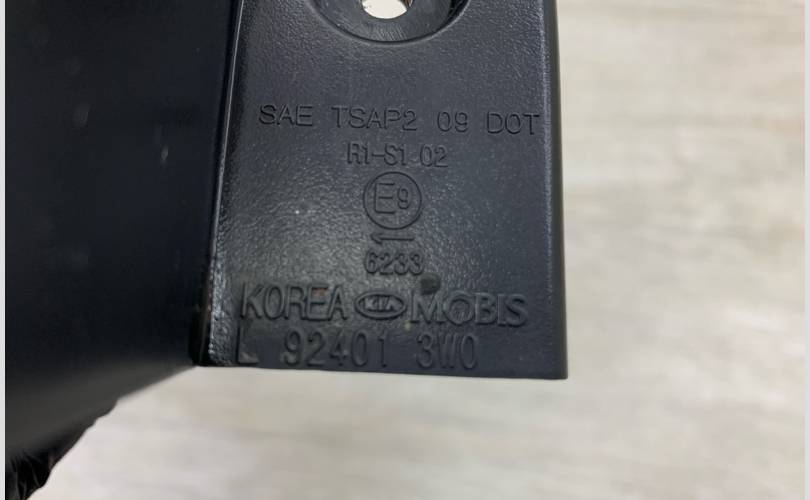 SAE TSAP2 09 DOT
R1-S1 02
E9
←
6233
KOREA KIA MOBIS
L 92401 3W0